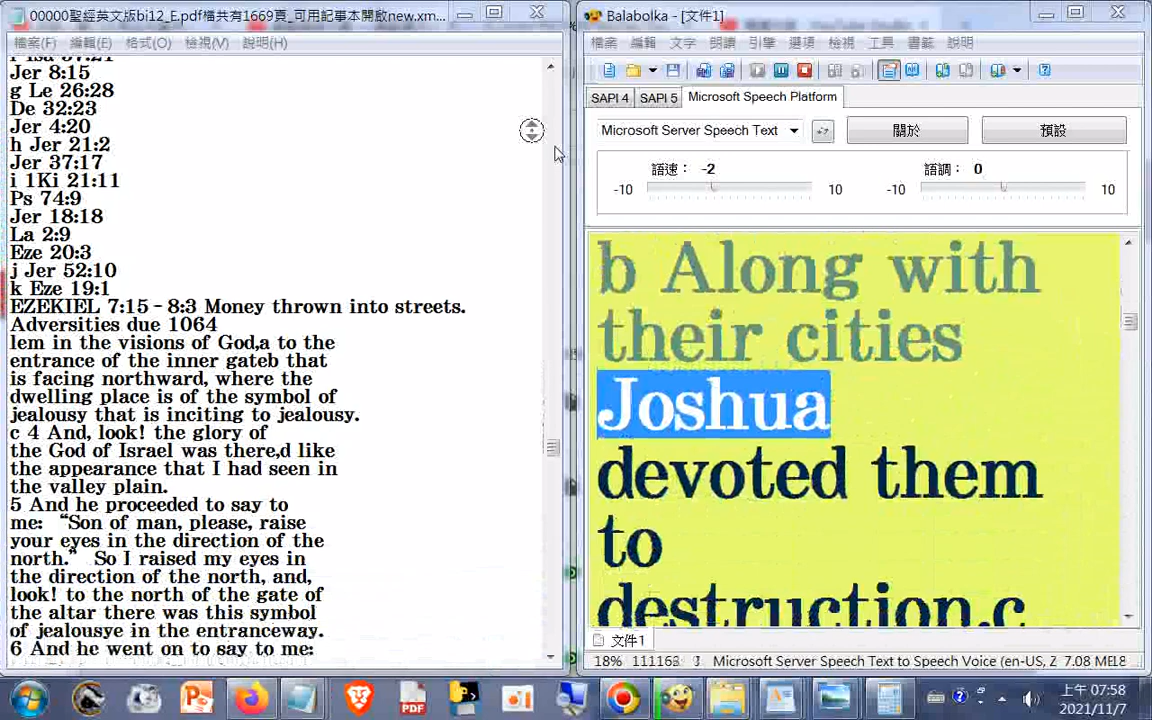 00000聖經英文版bi12_E.pdf檔共有1669頁_可用記事本開啟new.xm...
檔案(F) 編輯(E) 格式(O) 檢視(V) 說明(H)
Jer 8:15
g Le 26:28
De 32:23
Jer 4:20
h Jer 21:2
Jer 37:17
i 1Ki 21:11
Ps 74:9
Jer 18:18
La 2:9
Eze 20:3
j Jer 52:10
k Eze 19:1
EZEKIEL 7:15 - 8:3 Money thrown into streets.
Adversities due 1064
lem in the visions of God,a to the
entrance of the inner gateb that
is facing northward, where the
dwelling place is of the symbol of
jealousy that is inciting to jealousy.
c 4 And, look! the glory of
the God of Israel was there,d like
the appearance that I had seen in
the valley plain.
5 And he proceeded to say to
me: “Son of man, please, raise
your eyes in the direction of the
north.” So I raised my eyes in
the direction of the north, and,
look! to the north of the gate of
the altar there was this symbol
of jealousye in the entranceway.
6 And he went on to say to me:
Balabolka - [文件1]
檔案 編輯 文字 朗讀 引擎 選項 檢視 工具 書籤 說明
SAPI 4 SAPI 5 Microsoft Speech Platform
Microsoft Server Speech Text 關於 預設
語速： -2 語調： 0
-10 10 -10 10
b Along with
their cities
Joshua
devoted them
to
destruction.c
文件1
18% 111163 Microsoft Server Speech Text to Speech Voice (en-US, Z 7.08 MEL8
PDF
上午 07:58
2021/11/7